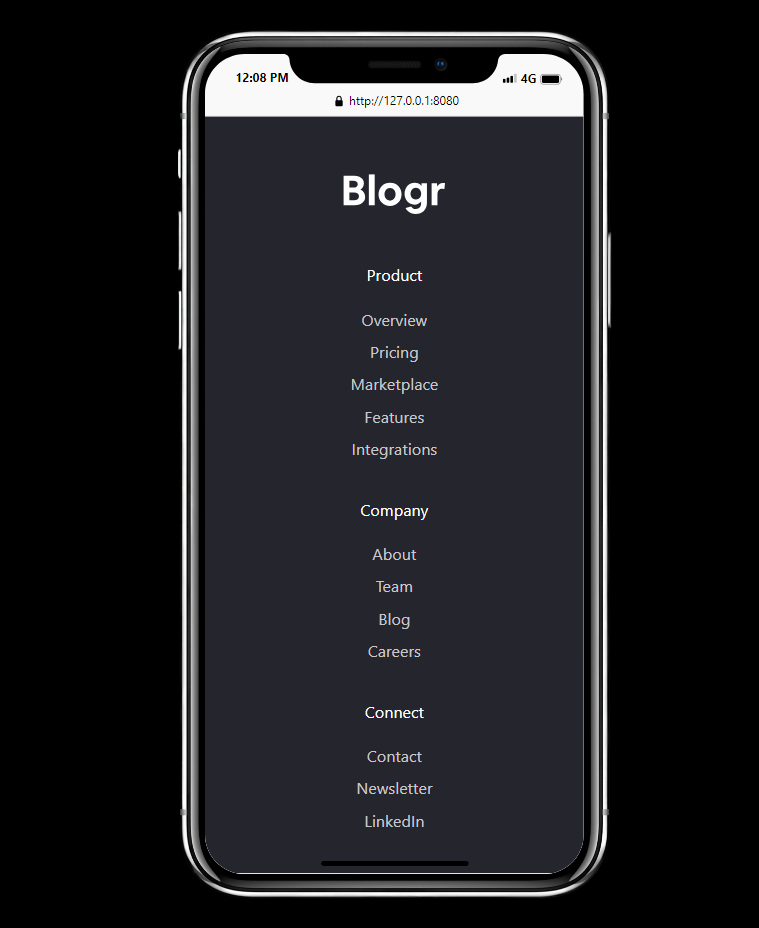 12:08 PM 4G
http://127.0.0.1:8080
Blogr
Product
Overview
Pricing
Marketplace
Features
Integrations
Company
About
Team
Blog
Careers
Connect
Contact
Newsletter
LinkedIn